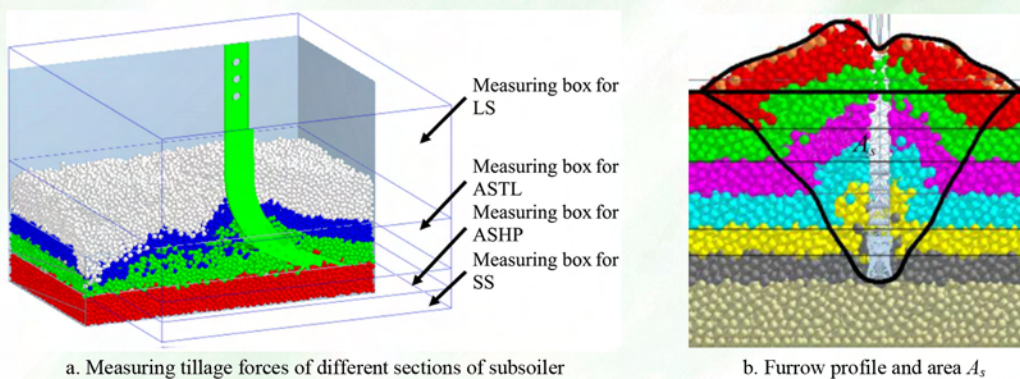 Measuring box for
LS
Measuring box for
ASTL
Measuring box for
ASHP
Measuring box for
SS
As
a. Measuring tillage forces of different sections of subsoiler
b. Furrow profile and area As